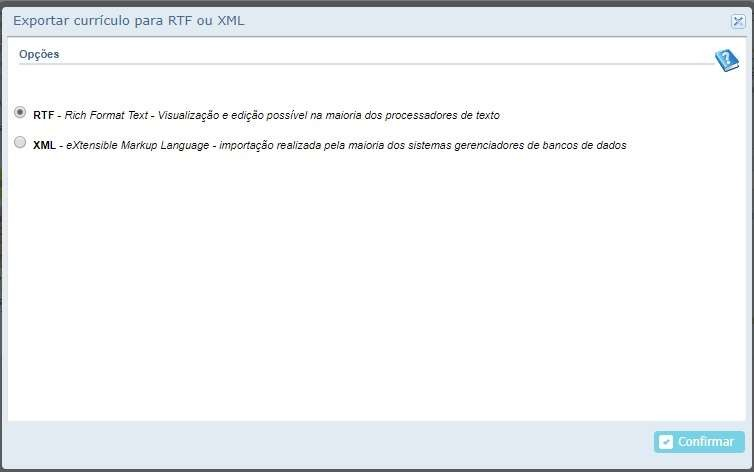 Exportar currículo para RTF ou XML
Opções
RTF - Rich Format Text - Visualização e edição possível na maioria dos processadores de texto
XML - eXtensible Markup Language - importação realizada pela maioria dos sistemas gerenciadores de bancos de dados
Confirmar